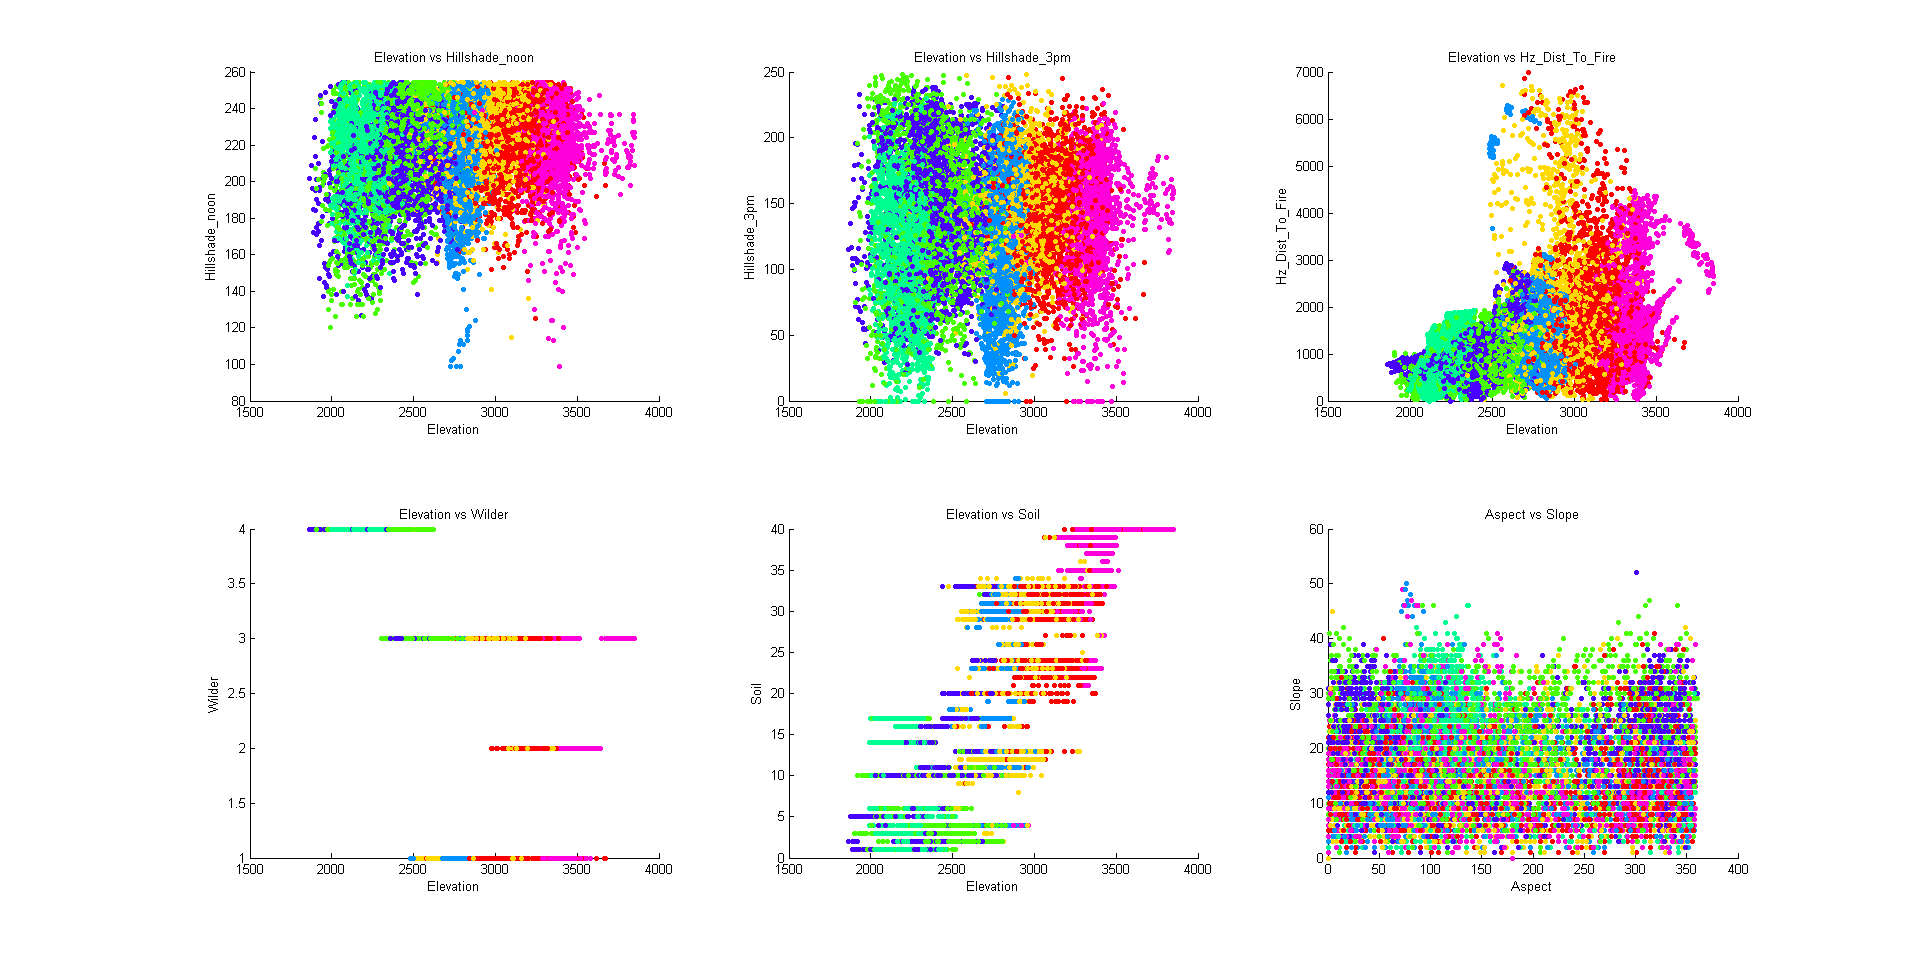 Elevation vs Hillshade_noon
260
240
220
200
180
160
140
120
100
80
Hillshade_noon
1500 2000 2500 3000 3500 4000
Elevation
Elevation vs Hillshade_3pm
250
200
150
100
50
0
Hillshade_3pm
1500 2000 2500 3000 3500 4000
Elevation
Elevation vs Hz_Dist_To_Fire
7000
6000
5000
4000
3000
2000
1000
0
Hz_Dist_To_Fire
1500 2000 2500 3000 3500 4000
Elevation
Elevation vs Wilder
4
3.5
3
2.5
2
1.5
1
Wilder
1500 2000 2500 3000 3500 4000
Elevation
Elevation vs Soil
40
35
30
25
20
15
10
5
0
Soil
1500 2000 2500 3000 3500 4000
Elevation
Aspect vs Slope
60
50
40
30
20
10
0
Slope
0 50 100 150 200 250 300 350 400
Aspect